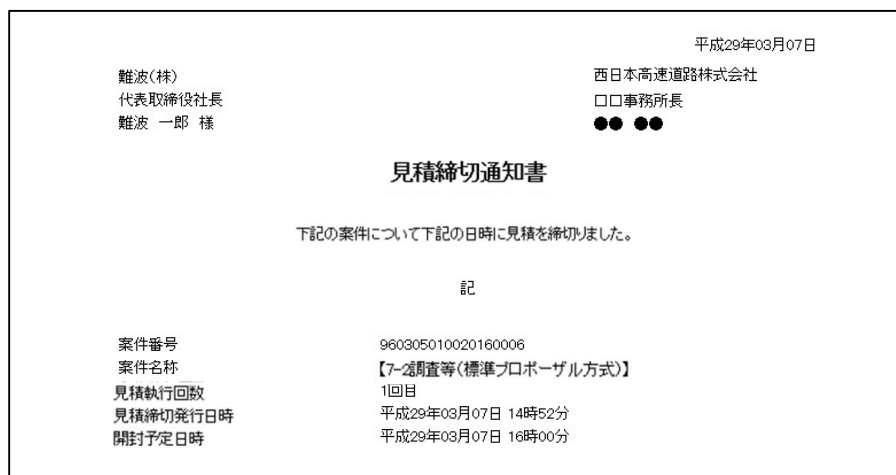 平成29年03月07日
難波(株)
西日本高速道路株式会社
代表取締役社長
□□事務所長
難波 一郎 様
●● ●●
見積締切通知書
下記の案件について下記の日時に見積を締切りました。
記
案件番号 960305010020160006
案件名称 【7-2調査等(標準プロポーザル方式)】
見積執行回数 1回目
見積締切発行日時 平成29年03月07日 14時52分
開封予定日時 平成29年03月07日 16時00分